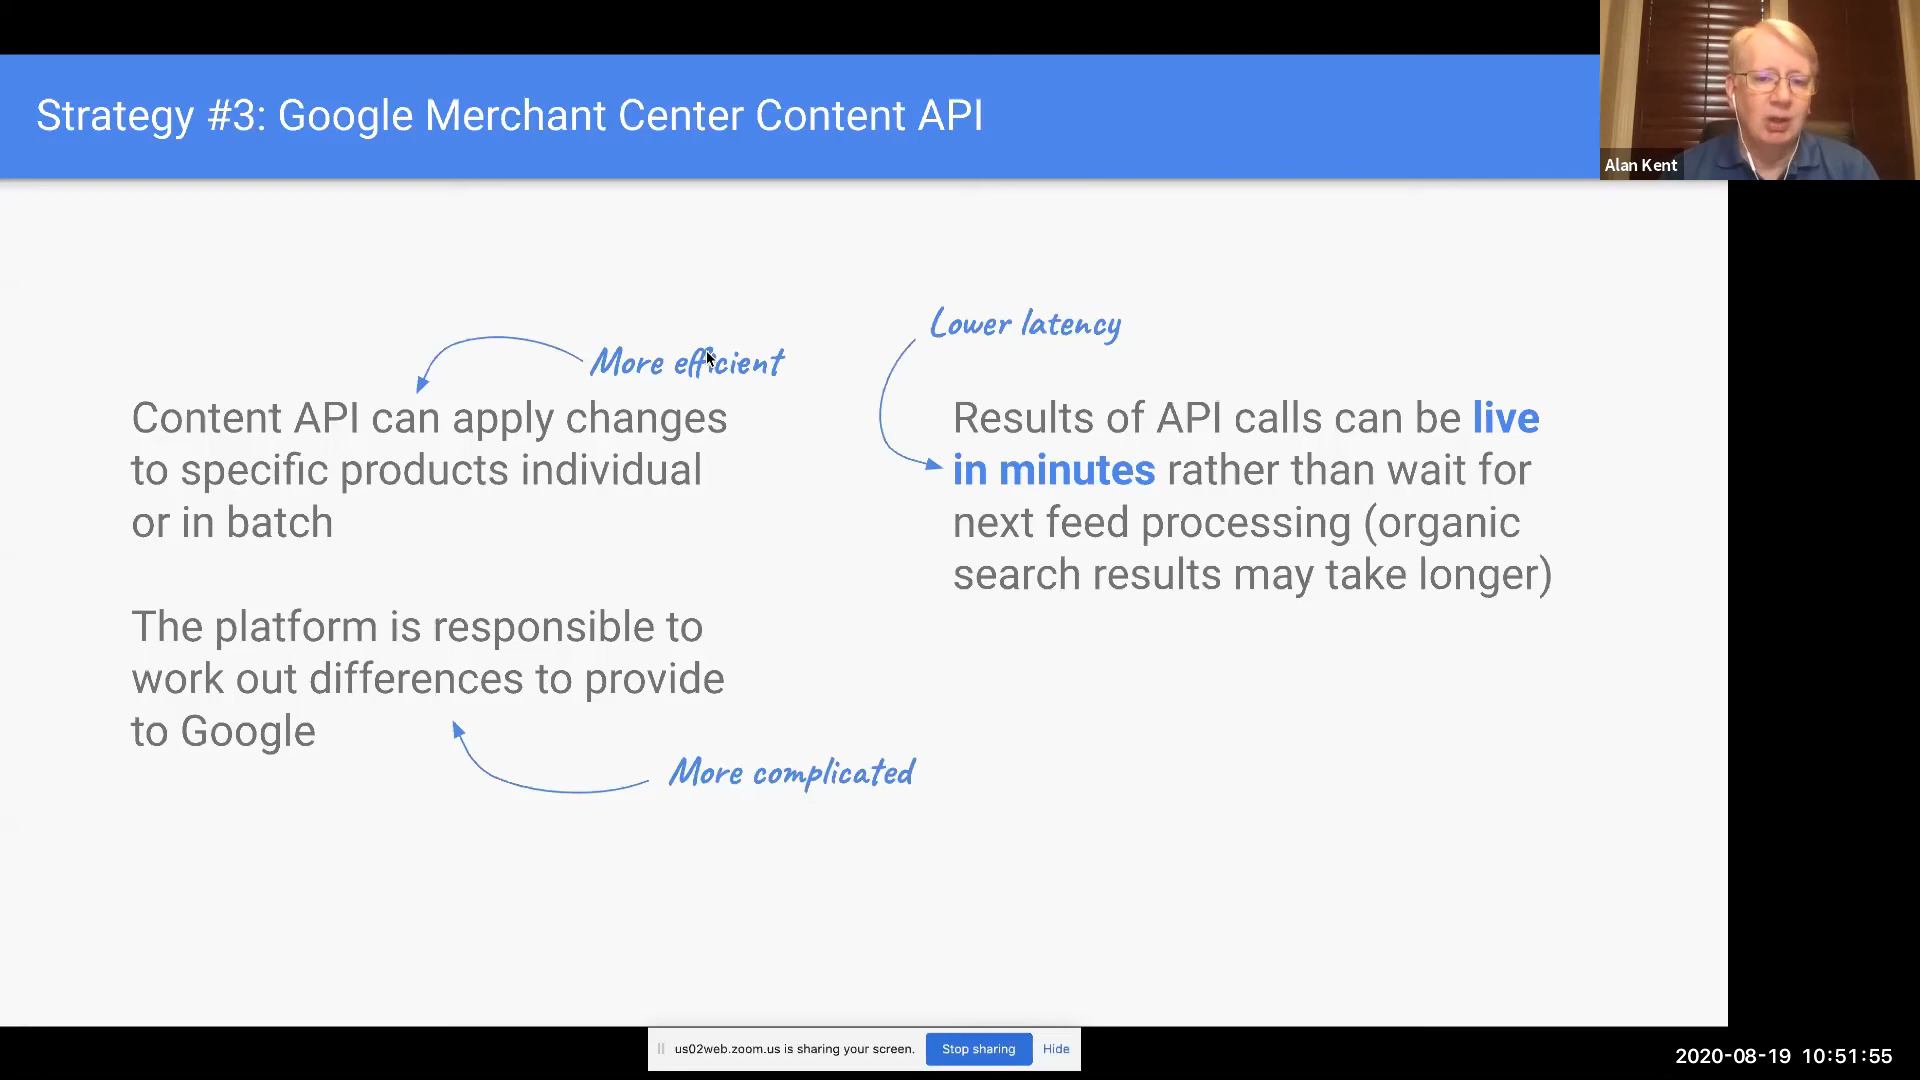 Strategy #3: Google Merchant Center Content API
Alan Kent
More efficient
Content API can apply changes
to specific products individual
or in batch
The platform is responsible to
work out differences to provide
to Google
More complicated
Lower latency
Results of API calls can be live
in minutes rather than wait for
next feed processing (organic
search results may take longer)
us02web.zoom.us is sharing your screen.
Stop sharing
Hide
2020-08-19 10:51:55